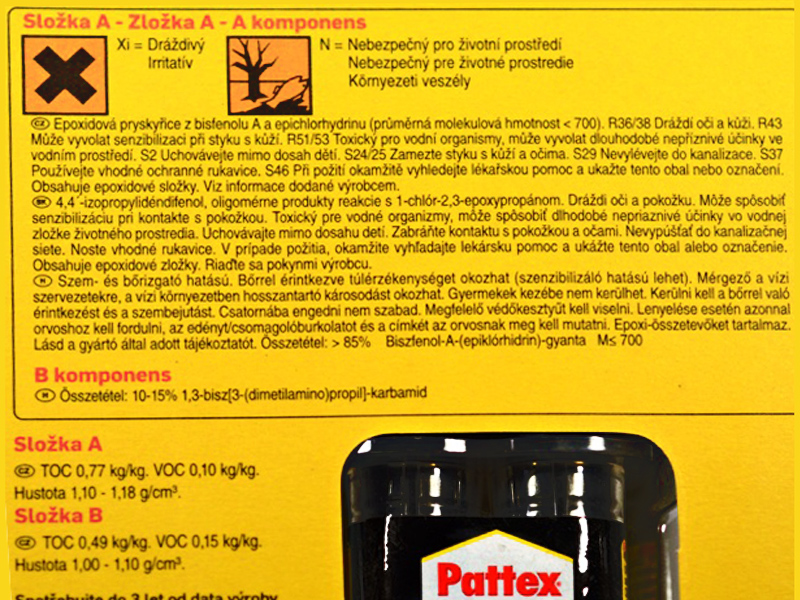 Složka A - Zložka A - A komponens
Xi = Dráždivý
Irritatív
N = Nebezpečný pro životní prostředí
Nebezpečný pre životné prostredie
Környezeti veszély
CZ Epoxidová pryskyřice z bisfenolu A a epichlorhydrinu (průměrná molekulová hmotnost < 700). R36/38 Dráždí oči a kůži. R43
Může vyvolat senzibilizaci při styku s kůží. R51/53 Toxický pro vodní organismy, může vyvolat dlouhodobé nepříznivé účinky ve
vodním prostředí. S2 Uchovávejte mimo dosah dětí. S24/25 Zamezte styku s kůží a očima. S29 Nevylévejte do kanalizace. S37
Používejte vhodné ochranné rukavice. S46 Při požití okamžitě vyhledejte lékařskou pomoc a ukažte tento obal nebo označení.
Obsahuje epoxidové složky. Viz informace dodané výrobcem.
SK 4,4´-izopropylidéndifenol, oligomérne produkty reakcie s 1-chlór-2,3-epoxypropánom. Dráždi oči a pokožku. Môže spôsobiť
senzibilizáciu pri kontakte s pokožkou. Toxický pre vodné organizmy, môže spôsobiť dlhodobé nepriaznivé účinky vo vodnej
zložke životného prostredia. Uchovávajte mimo dosahu detí. Zabráňte kontaktu s pokožkou a očami. Nevypúšťať do kanalizačnej
siete. Noste vhodné rukavice. V prípade požitia, okamžite vyhľadajte lekársku pomoc a ukážte tento obal alebo označenie.
Obsahuje epoxidové zložky. Riaďte sa pokynmi výrobcu.
H Szem- és bőrizgató hatású. Bőrrel érintkezve túlérzékenységet okozhat (szenzibilizáló hatású lehet). Mérgező a vízi
szervezetekre, a vízi környezetben hosszantartó károsodást okozhat. Gyermekek kezébe nem kerülhet. Kerülni kell a bőrrel való
érintkezést és a szembejutást. Csatornába engedni nem szabad. Megfelelő védőkesztyűt kell viselni. Lenyelése esetén azonnal
orvoshoz kell fordulni, az edényt/csomagolóburkolatot és a címkét az orvosnak meg kell mutatni. Epoxi-összetevőket tartalmaz.
Lásd a gyártó által adott tájékoztatót. Összetétel: > 85% Biszfenol-A-(epiklórhidrin)-gyanta M≤ 700
B komponens
H Összetétel: 10-15% 1,3-bisz[3-(dimetilamino)propil]-karbamid
Složka A
CZ TOC 0,77 kg/kg. VOC 0,10 kg/kg.
Hustota 1,10 - 1,18 g/cm³.
Složka B
CZ TOC 0,49 kg/kg. VOC 0,15 kg/kg.
Hustota 1,00 - 1,10 g/cm³.
Spotřebujte do 3 let od data výroby
Pattex